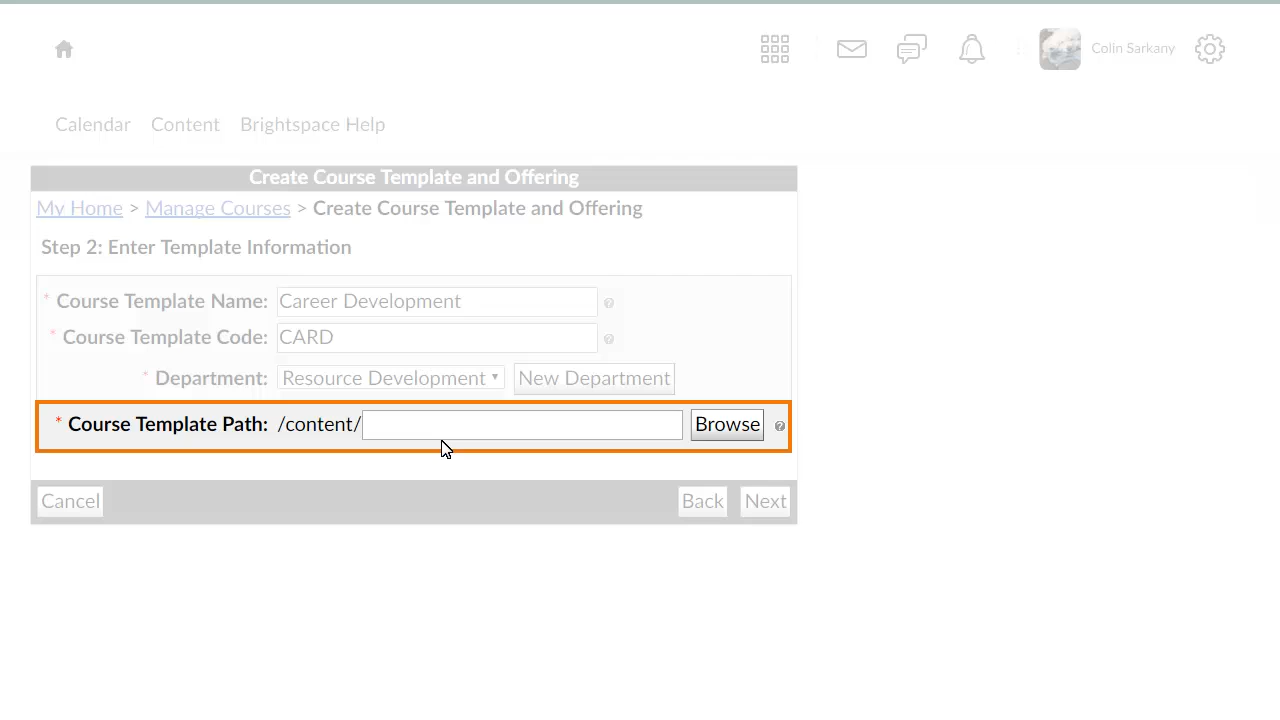 Colin Sarkany
Calendar Content Brightspace Help
Create Course Template and Offering
My Home > Manage Courses > Create Course Template and Offering
Step 2: Enter Template Information
* Course Template Name: Career Development ?
* Course Template Code: CARD ?
* Department: Resource Development ▼ New Department
* Course Template Path: /content/ Browse ?
Cancel Back Next